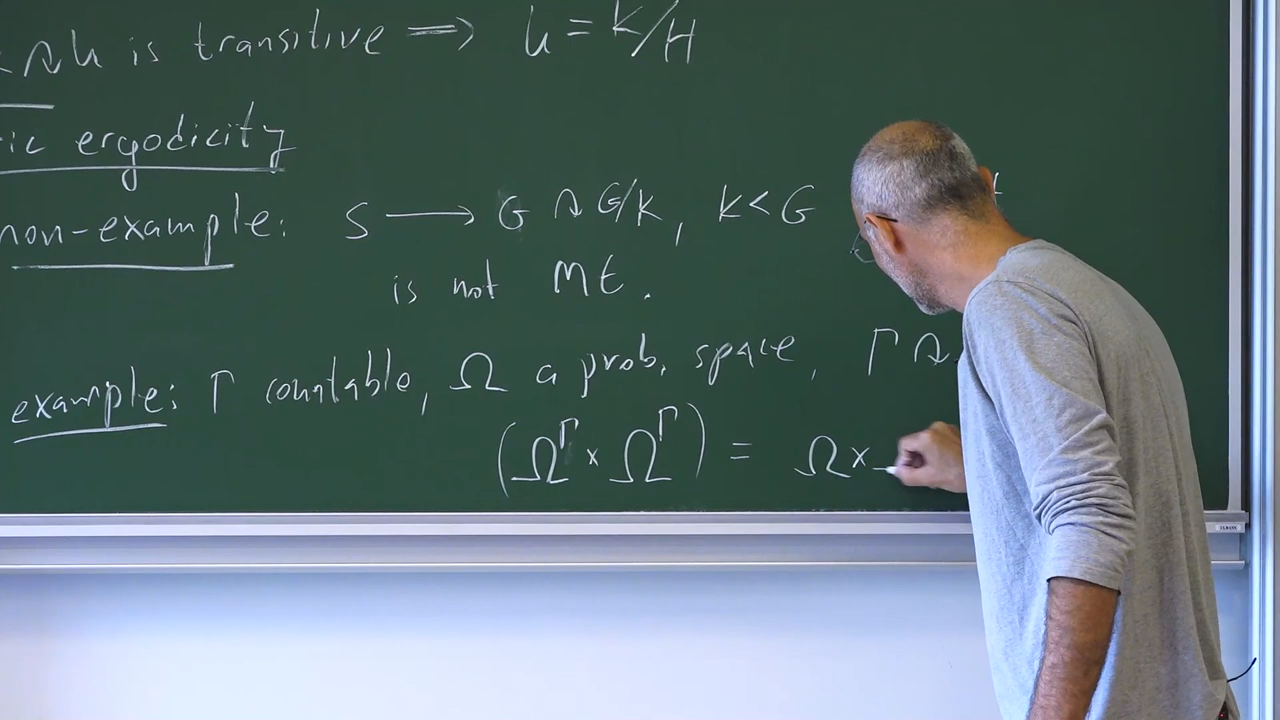 ↷ U is transitive ⟹ U = K/H
ic ergodicity
non-example: S ⟶ G ↷ G/K, K < G
is not ME.
example: Γ countable, Ω a prob. space, Γ ↷
(Ω^Γ × Ω^Γ) = Ω ×